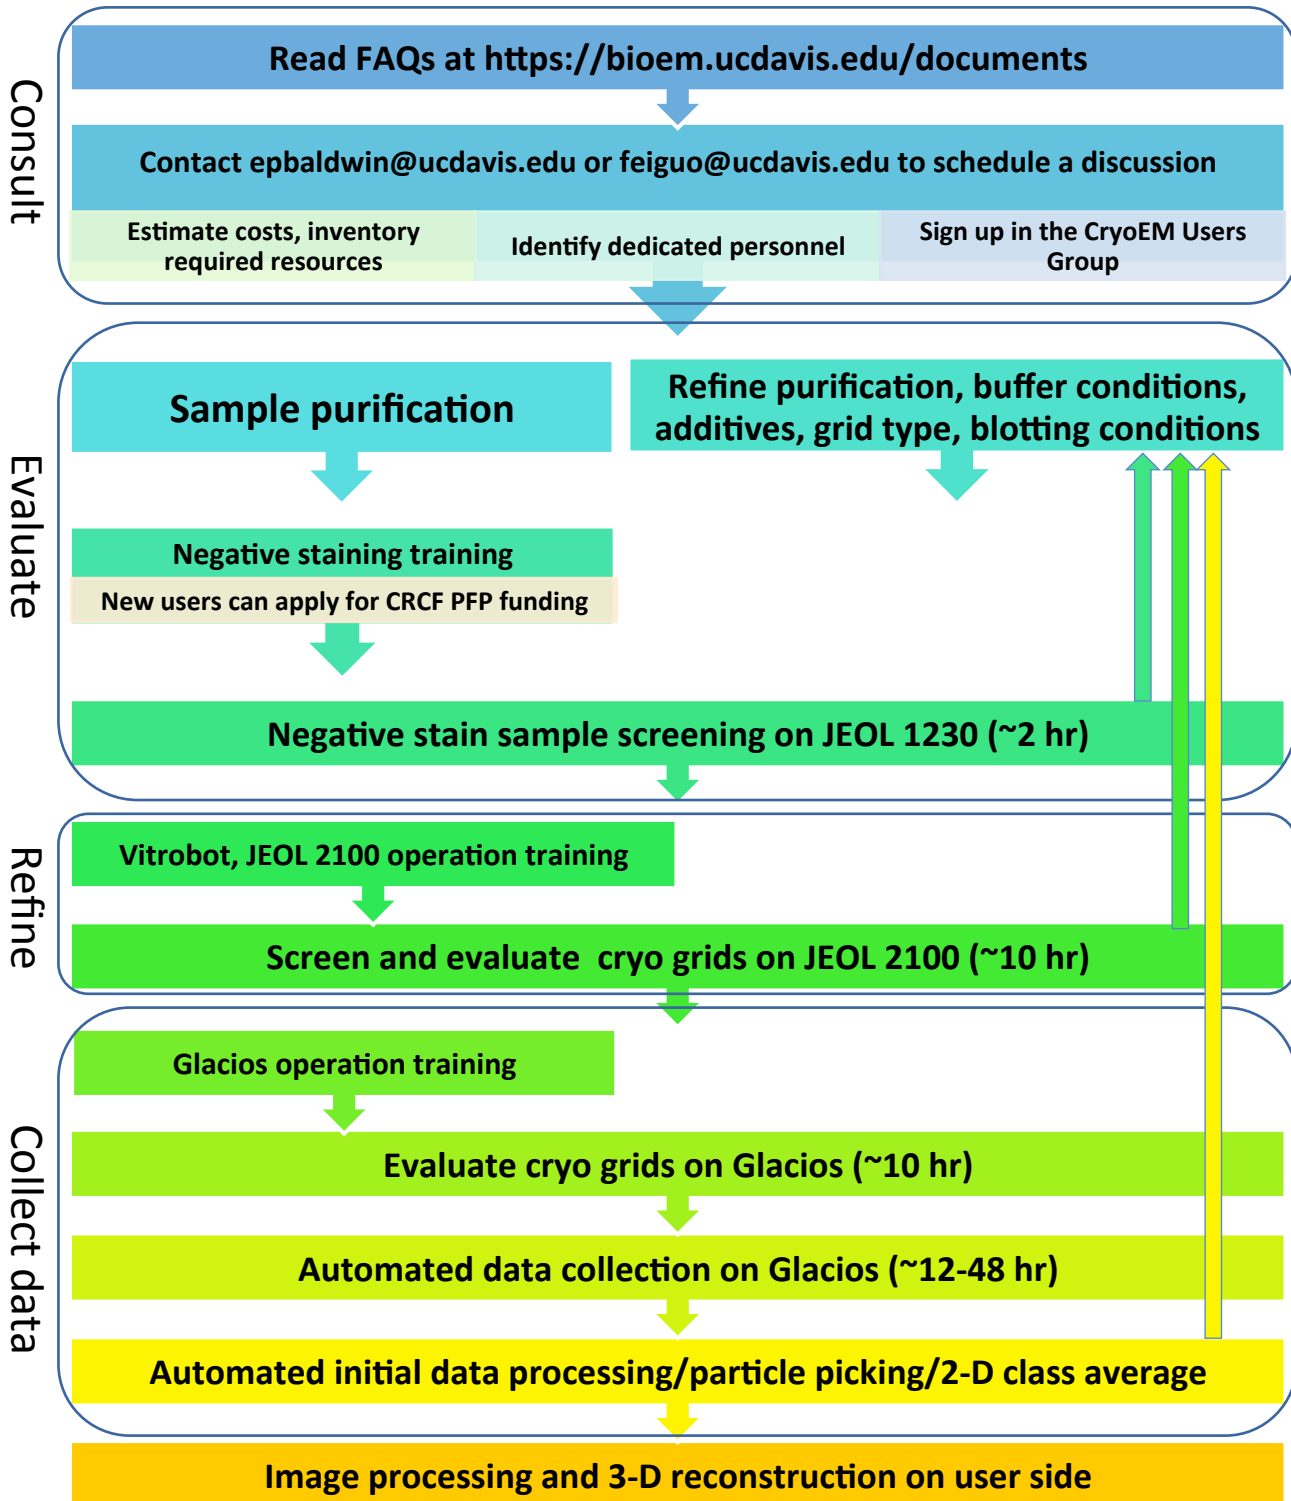 Consult
Read FAQs at https://bioem.ucdavis.edu/documents
Contact epbaldwin@ucdavis.edu or feiguo@ucdavis.edu to schedule a discussion
Estimate costs, inventory
required resources
Identify dedicated personnel
Sign up in the CryoEM Users
Group
Evaluate
Sample purification
Refine purification, buffer conditions,
additives, grid type, blotting conditions
Negative staining training
New users can apply for CRCF PFP funding
Negative stain sample screening on JEOL 1230 (~2 hr)
Refine
Vitrobot, JEOL 2100 operation training
Screen and evaluate  cryo grids on JEOL 2100 (~10 hr)
Collect data
Glacios operation training
Evaluate cryo grids on Glacios (~10 hr)
Automated data collection on Glacios (~12-48 hr)
Automated initial data processing/particle picking/2-D class average
Image processing and 3-D reconstruction on user side